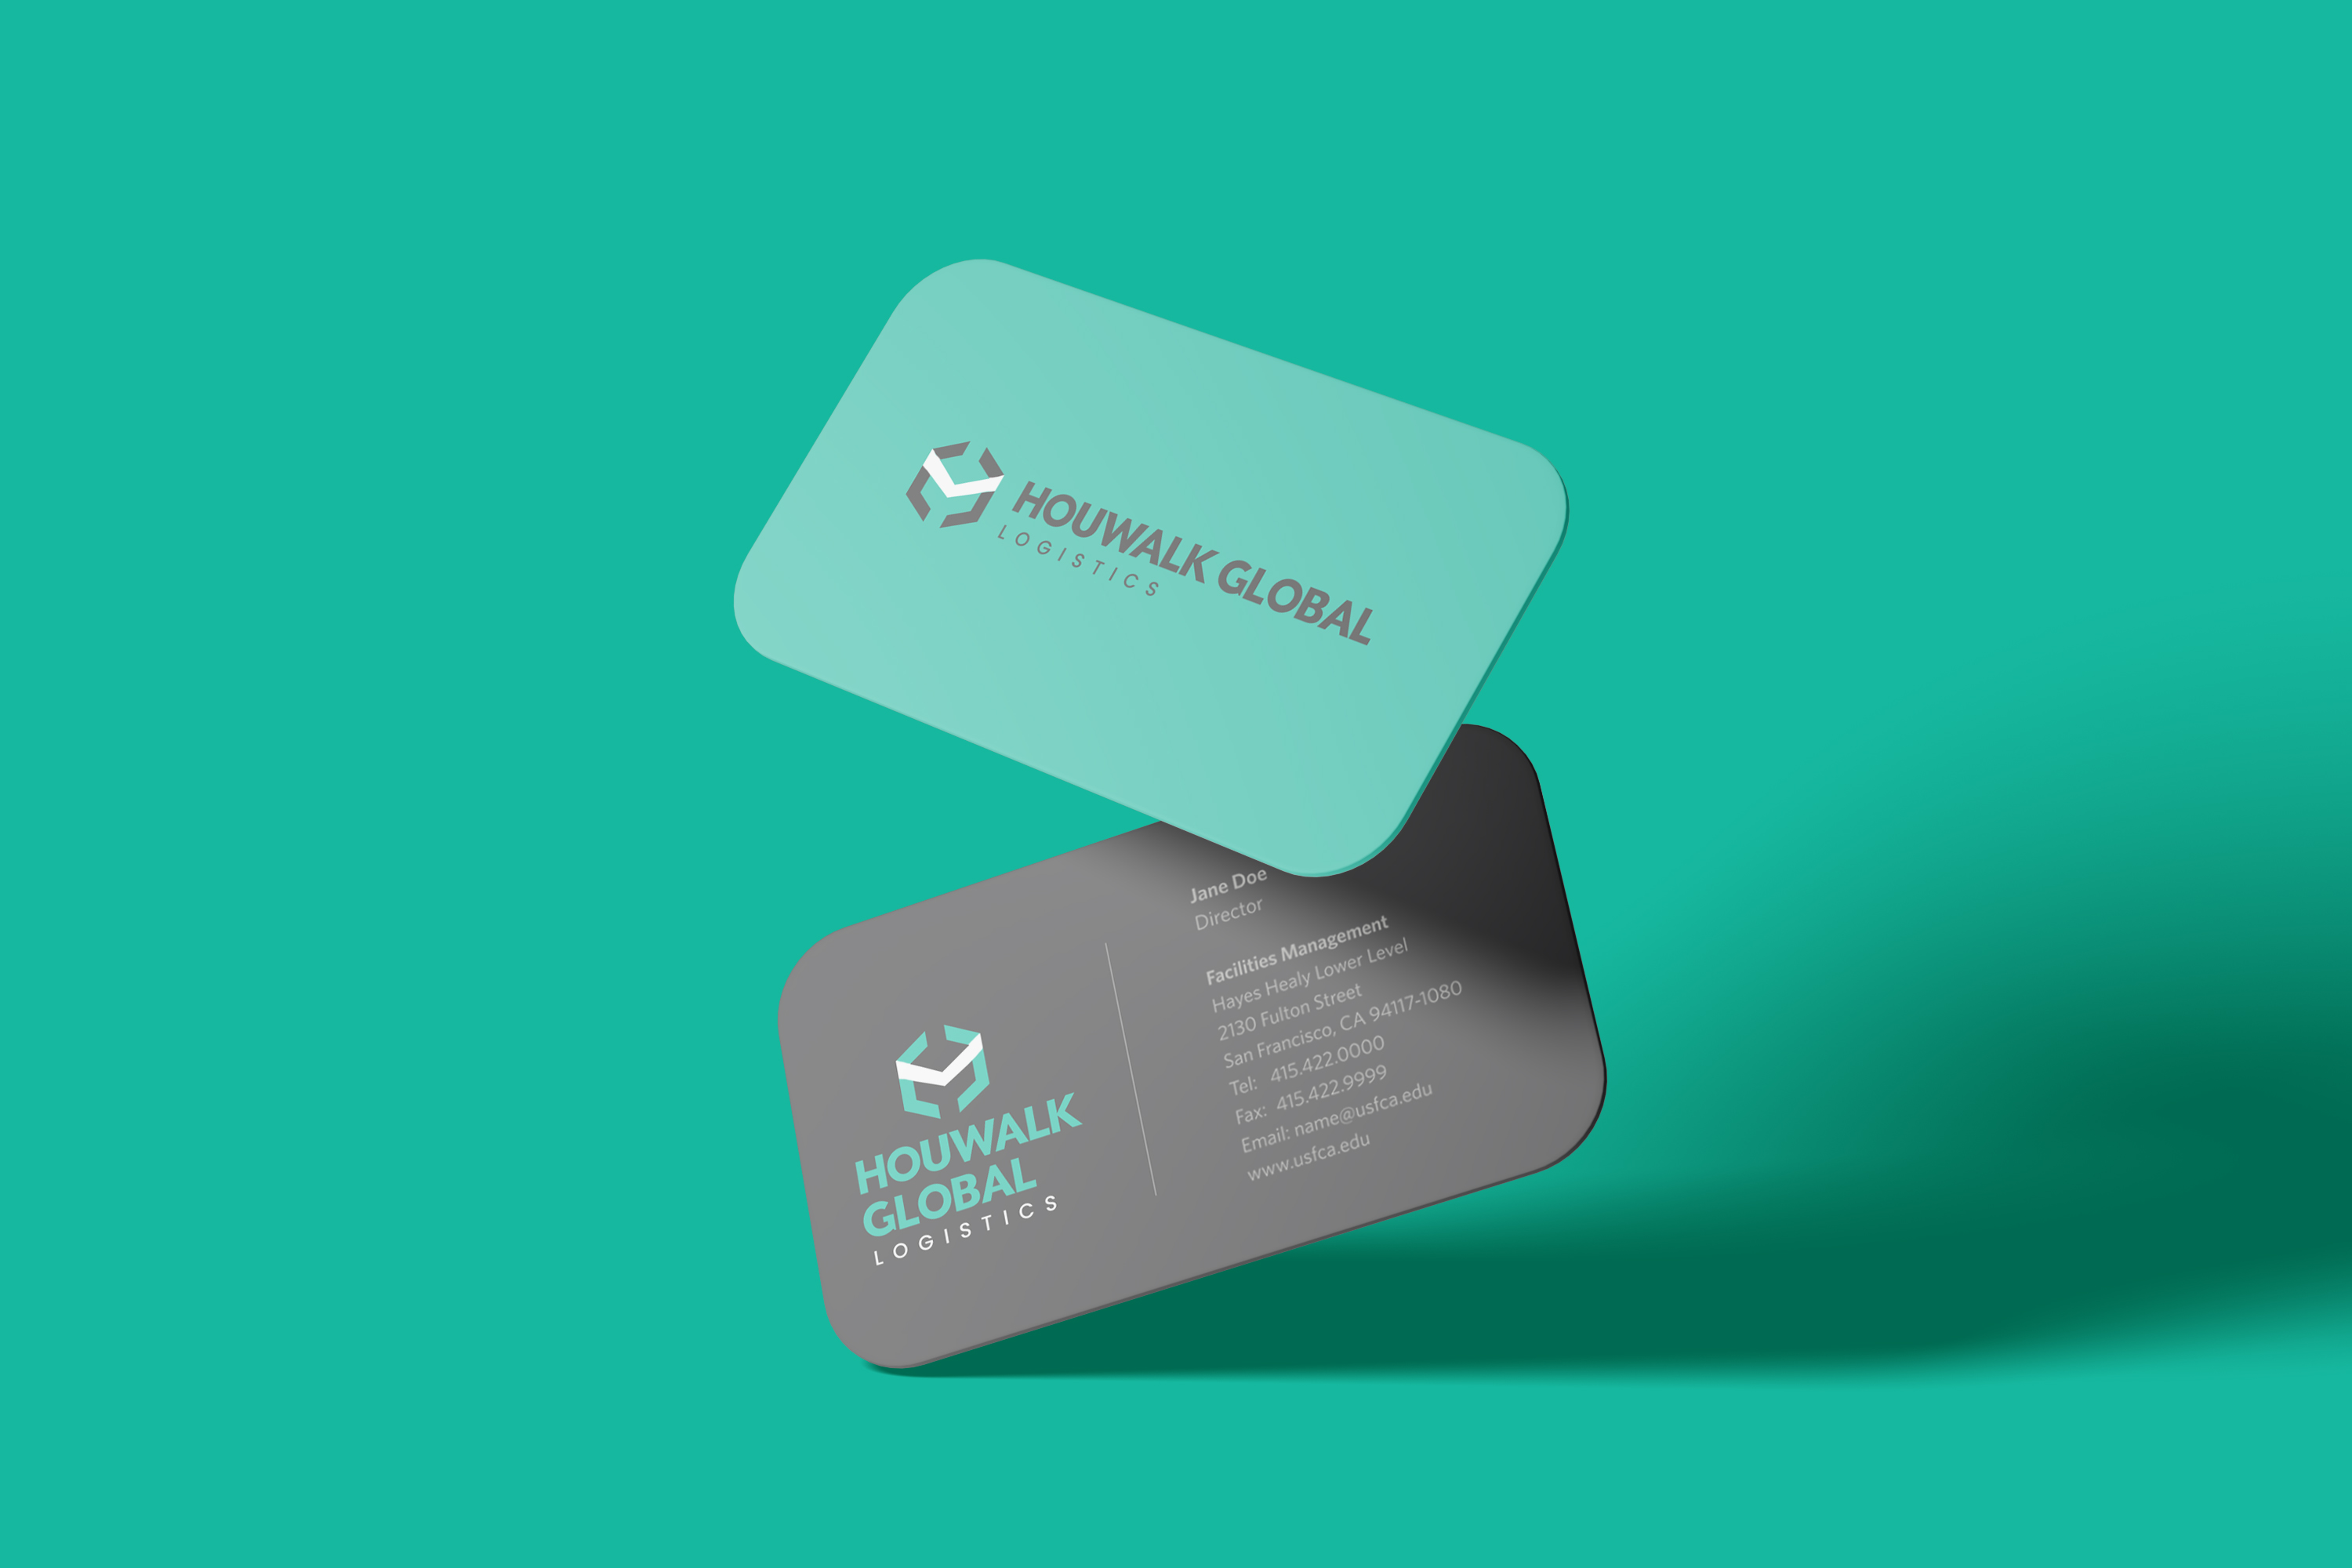 HOUWALK GLOBAL
LOGISTICS
Jane Doe
Director
Facilities Management
Hayes Healy Lower Level
2130 Fulton Street
San Francisco, CA 94117-1080
Tel: 415.422.0000
Fax: 415.422.9999
Email: name@usfca.edu
www.usfca.edu
HOUWALK
GLOBAL
LOGISTICS